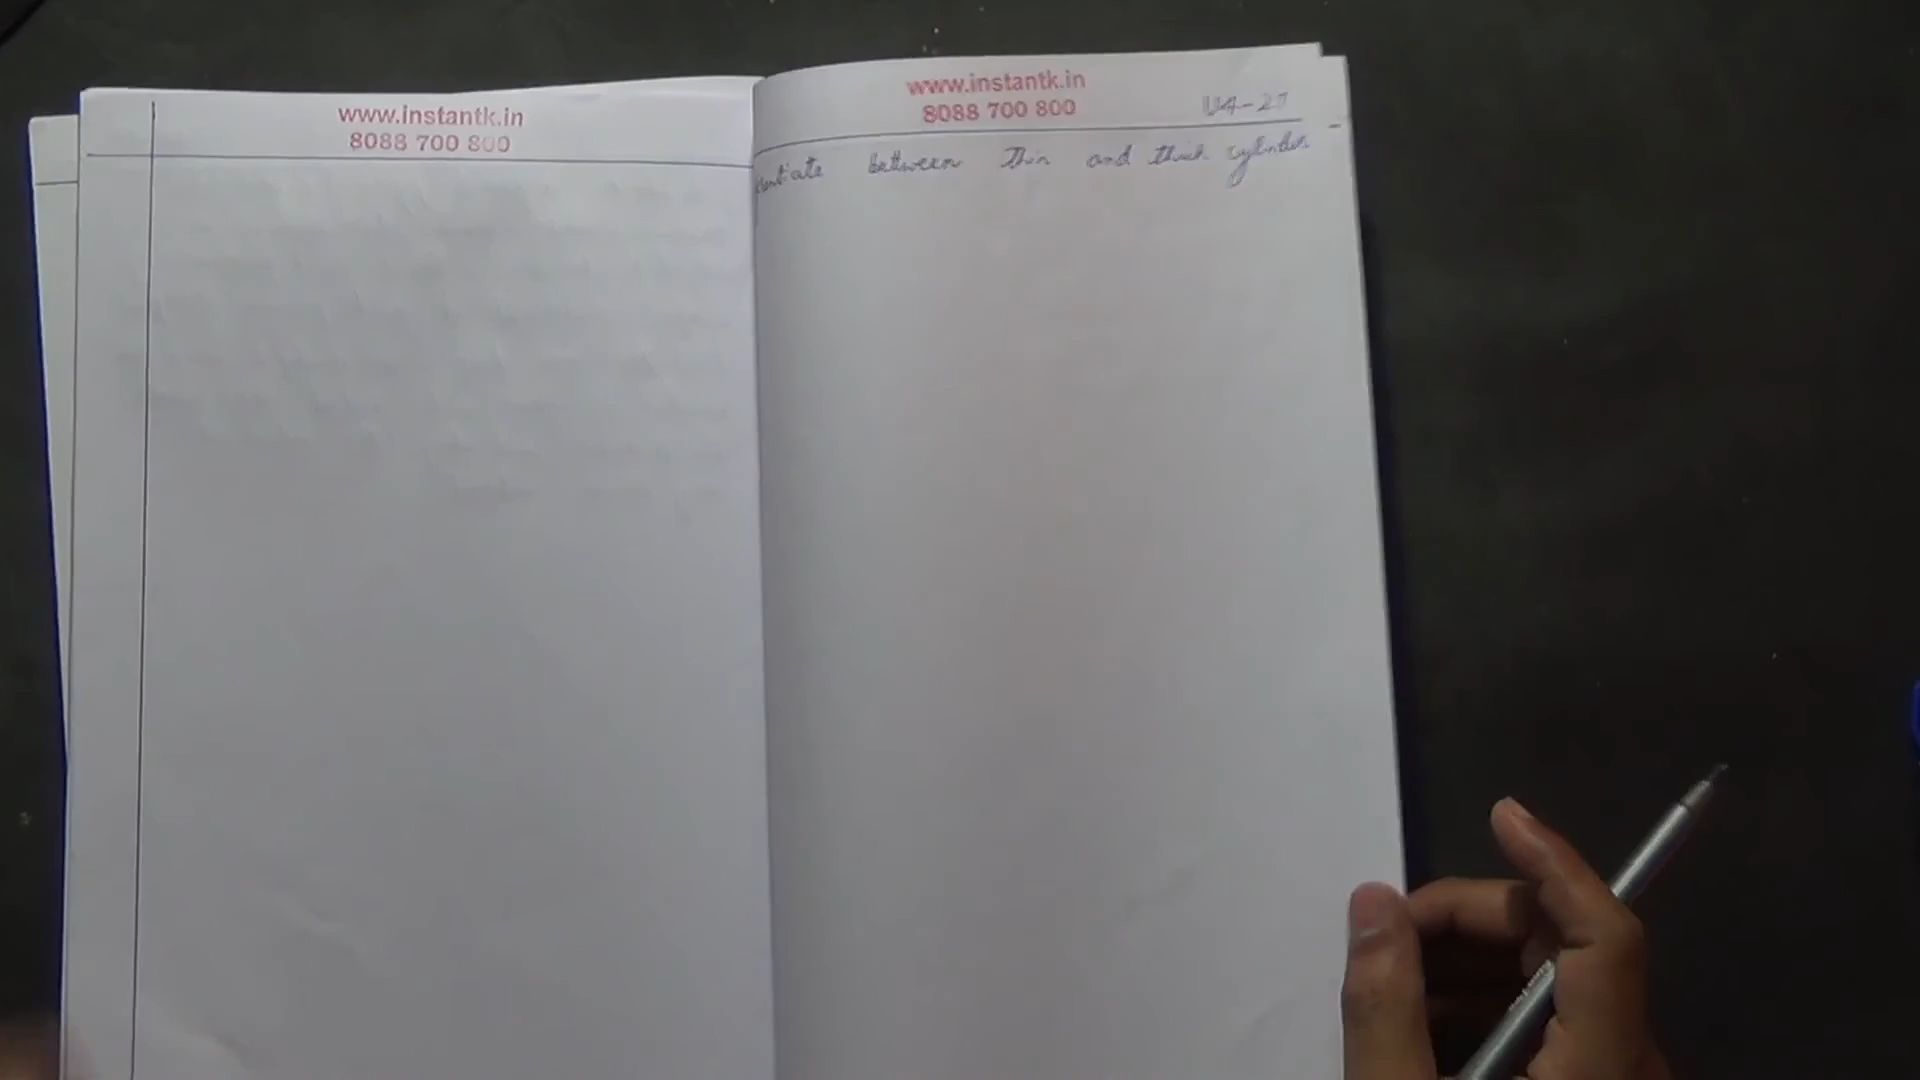 www.instantk.in
8088 700 800
www.instantk.in
8088 700 800
U4-27
entiate between thin and thick cylinder